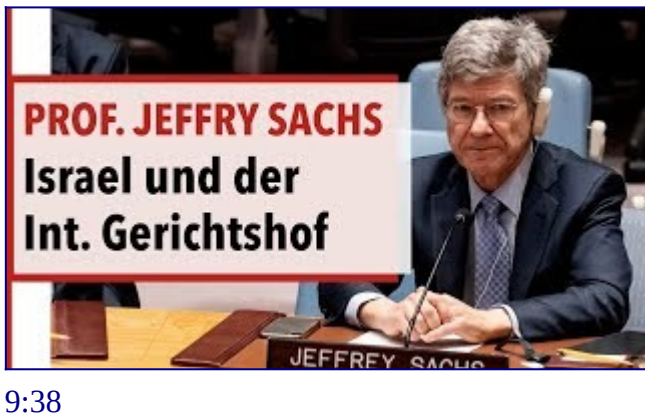 PROF. JEFFRY SACHS
Israel und der
Int. Gerichtshof
JEFFREY SACHS
9:38